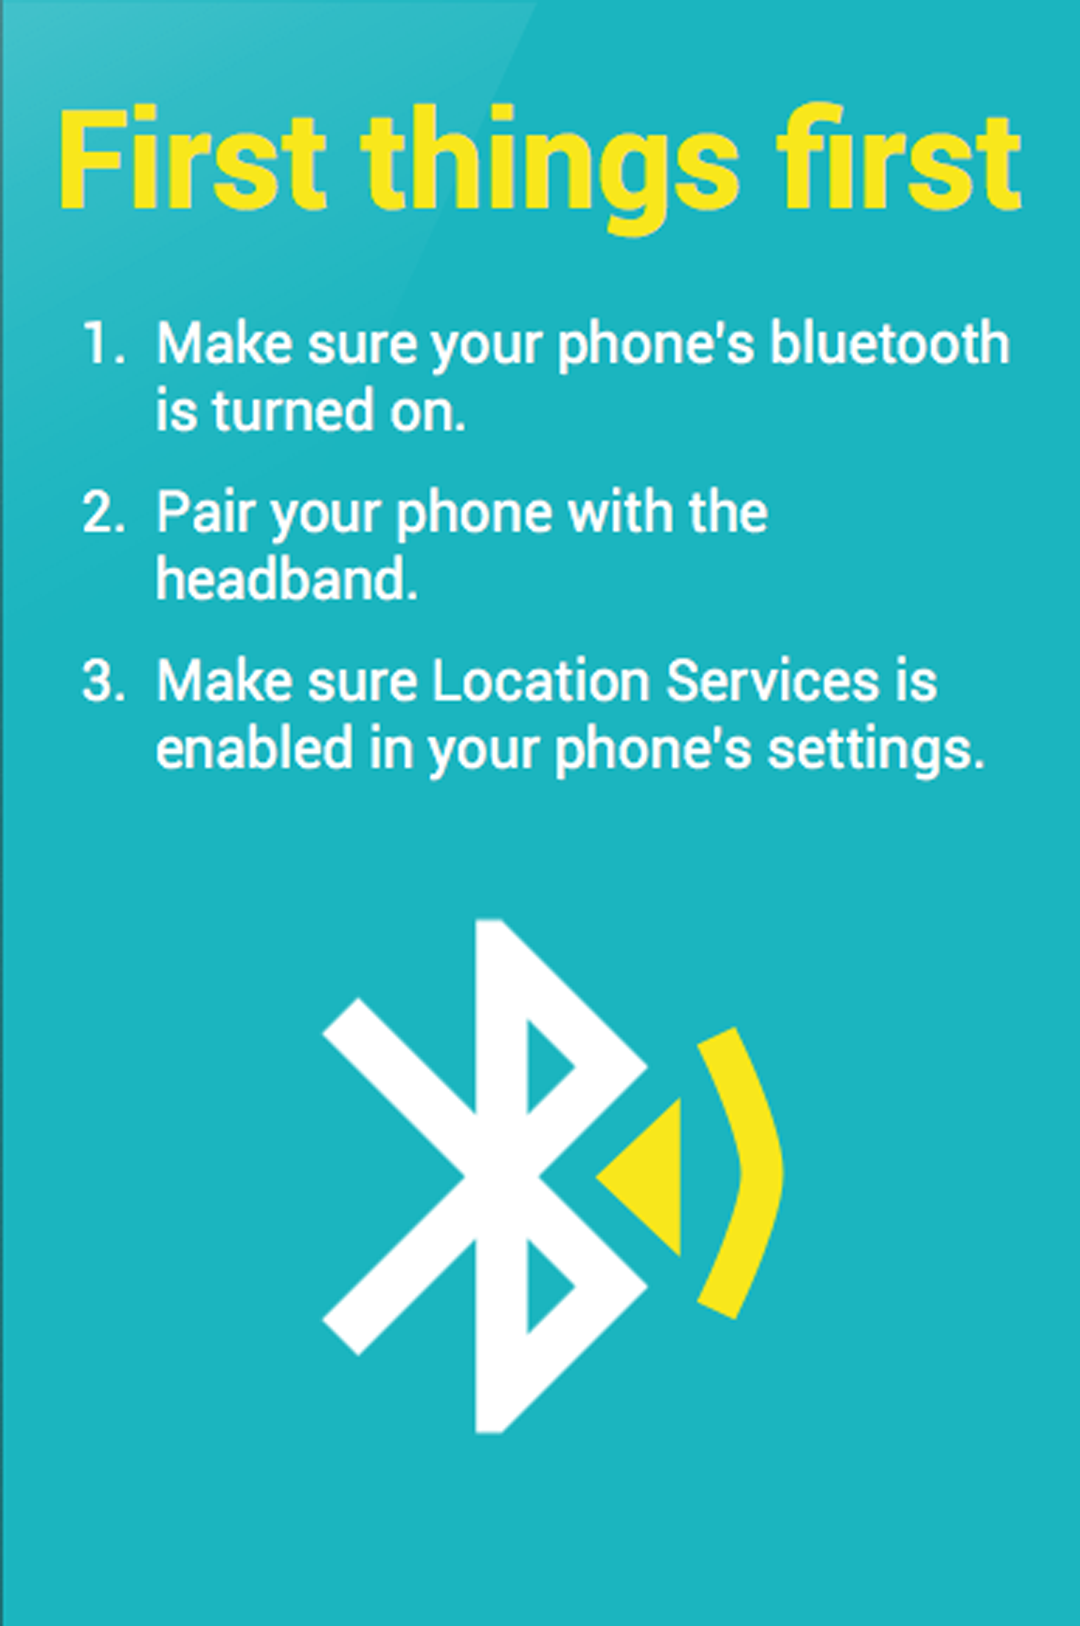 First things first
1. Make sure your phone's bluetooth
is turned on.
2. Pair your phone with the
headband.
3. Make sure Location Services is
enabled in your phone's settings.